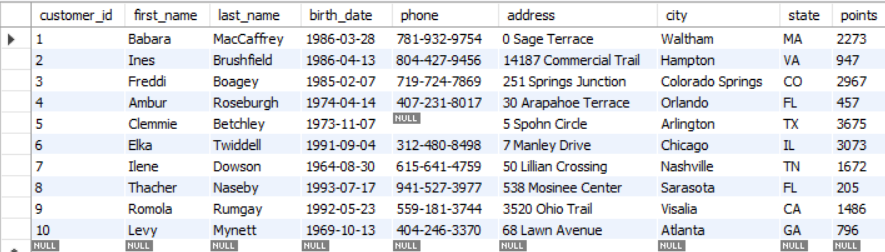 customer_id first_name last_name birth_date phone address city state points
1 Babara MacCaffrey 1986-03-28 781-932-9754 0 Sage Terrace Waltham MA 2273
2 Ines Brushfield 1986-04-13 804-427-9456 14187 Commercial Trail Hampton VA 947
3 Freddi Boagey 1985-02-07 719-724-7869 251 Springs Junction Colorado Springs CO 2967
4 Ambur Roseburgh 1974-04-14 407-231-8017 30 Arapahoe Terrace Orlando FL 457
5 Clemmie Betchley 1973-11-07 NULL 5 Spohn Circle Arlington TX 3675
6 Elka Twiddell 1991-09-04 312-480-8498 7 Manley Drive Chicago IL 3073
7 Ilene Dowson 1964-08-30 615-641-4759 50 Lillian Crossing Nashville TN 1672
8 Thacher Naseby 1993-07-17 941-527-3977 538 Mosinee Center Sarasota FL 205
9 Romola Rumgay 1992-05-23 559-181-3744 3520 Ohio Trail Visalia CA 1486
10 Levy Mynett 1969-10-13 404-246-3370 68 Lawn Avenue Atlanta GA 796
NULL NULL NULL NULL NULL NULL NULL NULL NULL